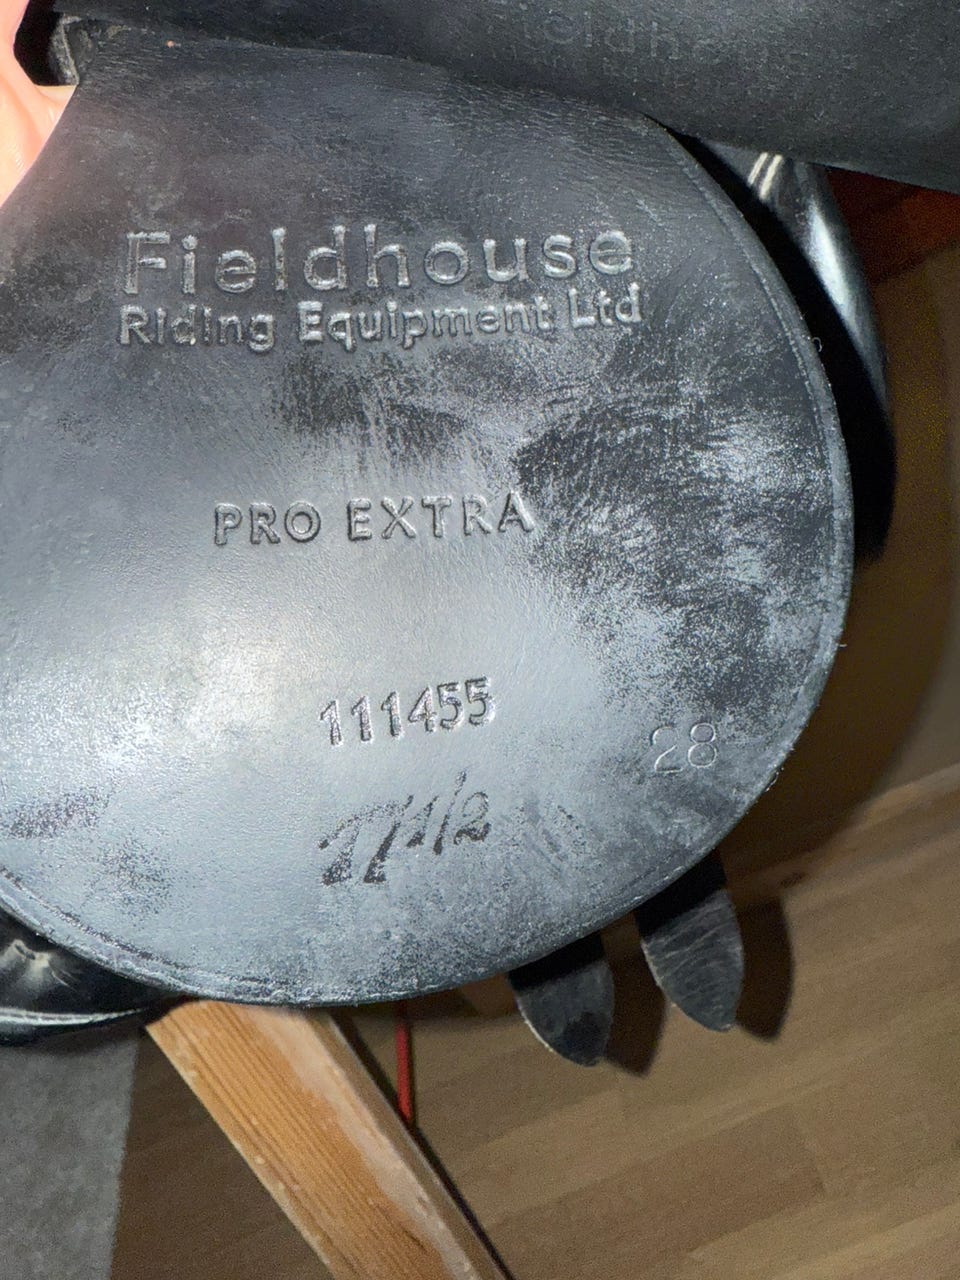 Fieldhouse
Riding Equipment Ltd
PRO EXTRA
111455
28